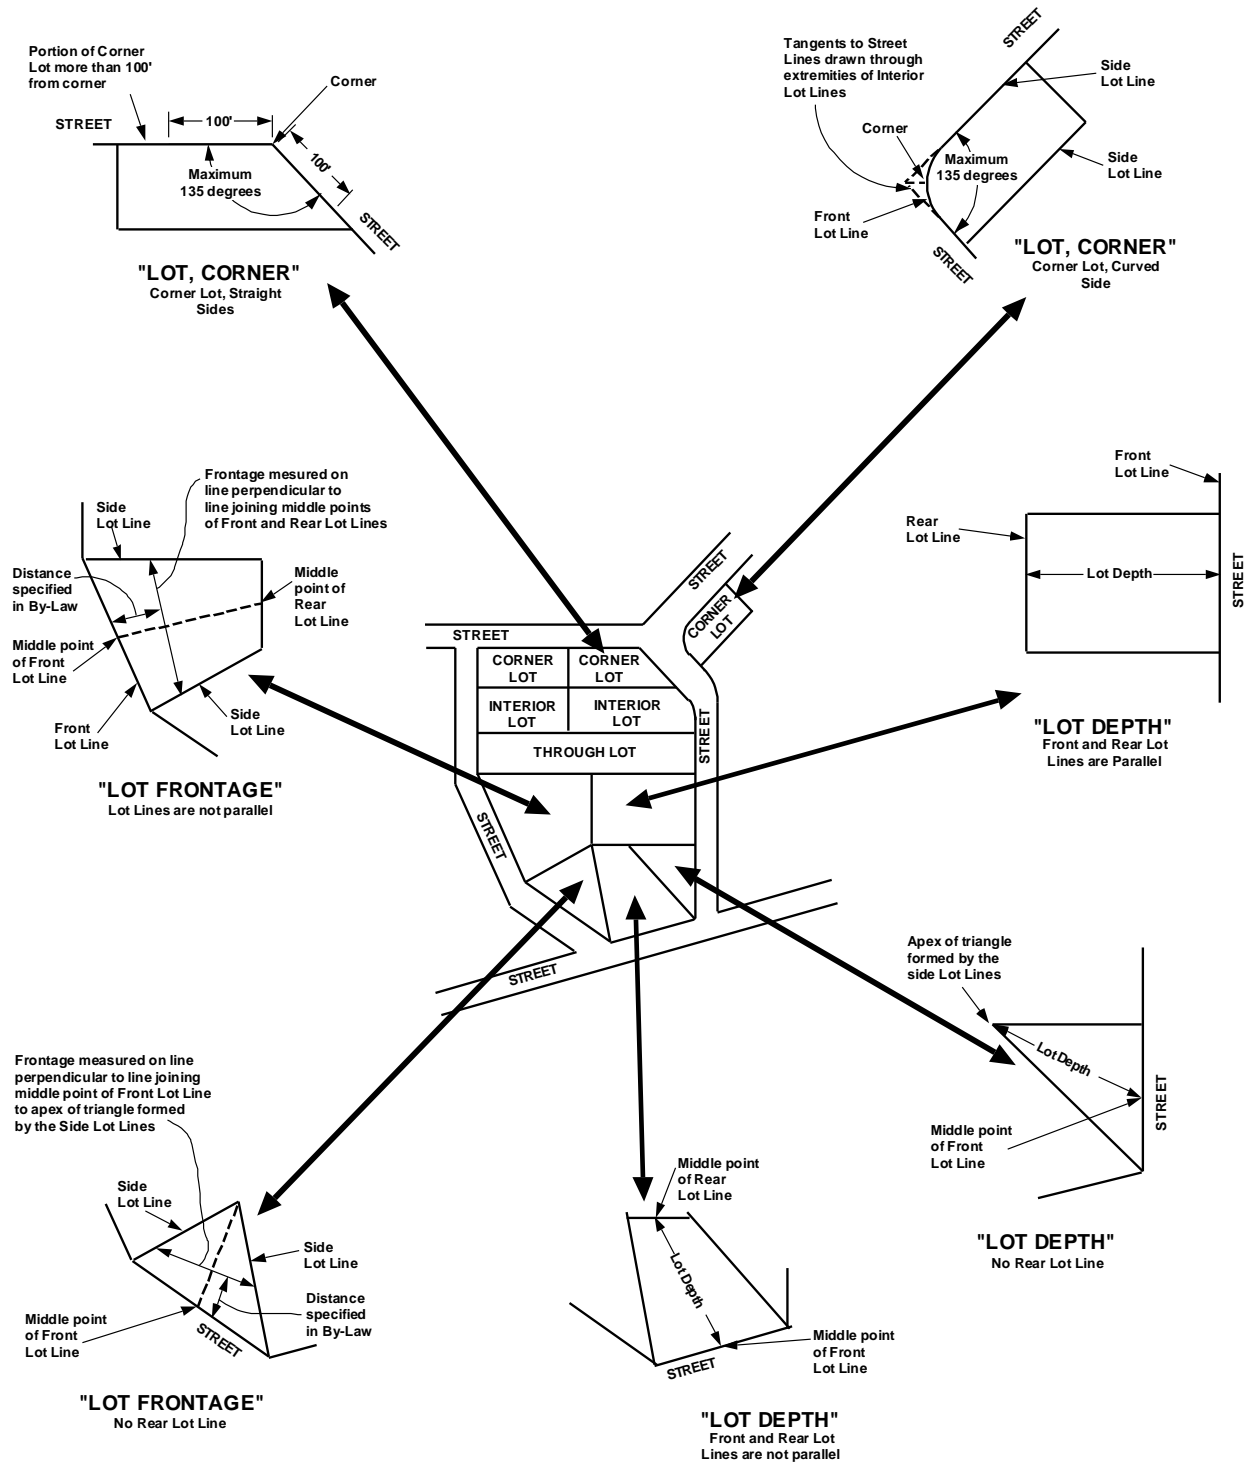 Portion of Corner
Lot more than 100'
from corner
Corner
STREET
100'
100'
Maximum
135 degrees
STREET
"LOT, CORNER"
Corner Lot, Straight
Sides
STREET
Tangents to Street
Lines drawn through
extremities of Interior
Lot Lines
Side
Lot Line
Corner
Maximum
135 degrees
Side
Lot Line
Front
Lot Line
STREET
"LOT, CORNER"
Corner Lot, Curved
Side
Frontage mesured on
line perpendicular to
line joining middle points
of Front and Rear Lot Lines
Side
Lot Line
Distance
specified
in By-Law
Middle
point of
Rear
Lot Line
Middle point
of Front
Lot Line
Front
Lot Line
Side
Lot Line
"LOT FRONTAGE"
Lot Lines are not parallel
STREET
STREET
CORNER
LOT
CORNER
LOT
CORNER
LOT
INTERIOR
LOT
INTERIOR
LOT
STREET
THROUGH LOT
STREET
STREET
Front
Lot Line
Rear
Lot Line
Lot Depth
STREET
"LOT DEPTH"
Front and Rear Lot
Lines are Parallel
Apex of triangle
formed by the
side Lot Lines
Lot Depth
STREET
Middle point
of Front
Lot Line
"LOT DEPTH"
No Rear Lot Line
Frontage measured on line
perpendicular to line joining
middle point of Front Lot Line
to apex of triangle formed
by the Side Lot Lines
Side
Lot Line
Side
Lot Line
Distance
specified
in By-Law
Middle point
of Front
Lot Line
STREET
"LOT FRONTAGE"
No Rear Lot Line
Middle point
of Rear
Lot Line
Lot Depth
Middle point
of Front
Lot Line
STREET
"LOT DEPTH"
Front and Rear Lot
Lines are not parallel